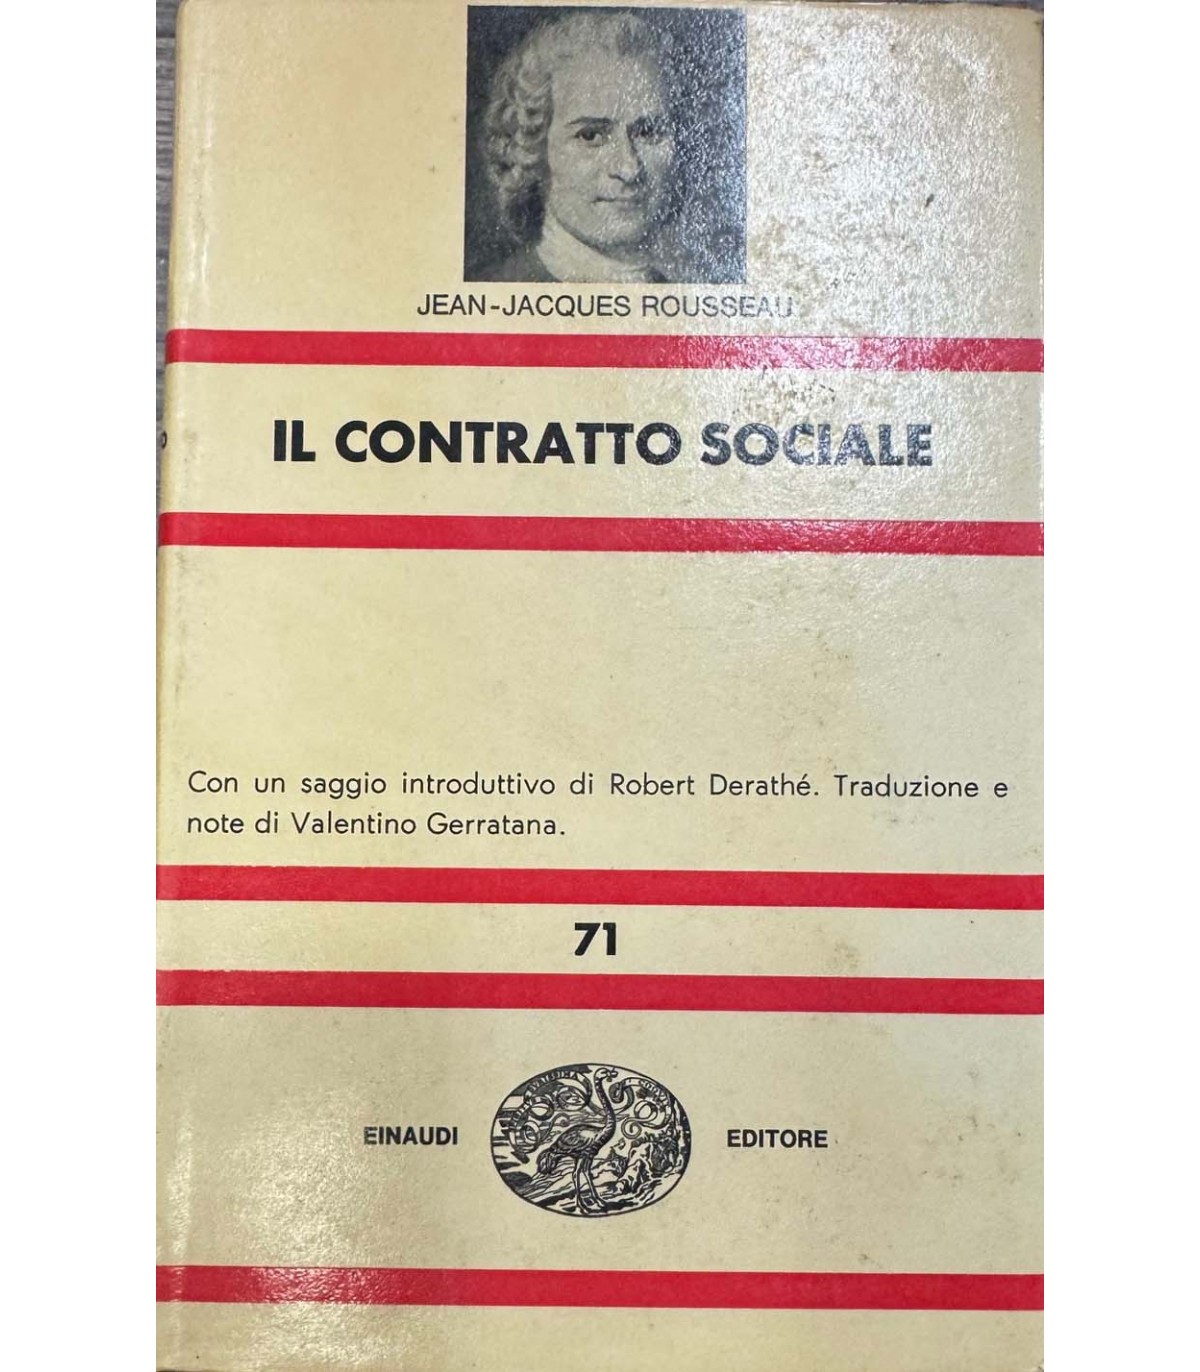 JEAN-JACQUES ROUSSEAU
IL CONTRATTO SOCIALE
Con un saggio introduttivo di Robert Derathé. Traduzione e
note di Valentino Gerratana.
71
EINAUDI EDITORE